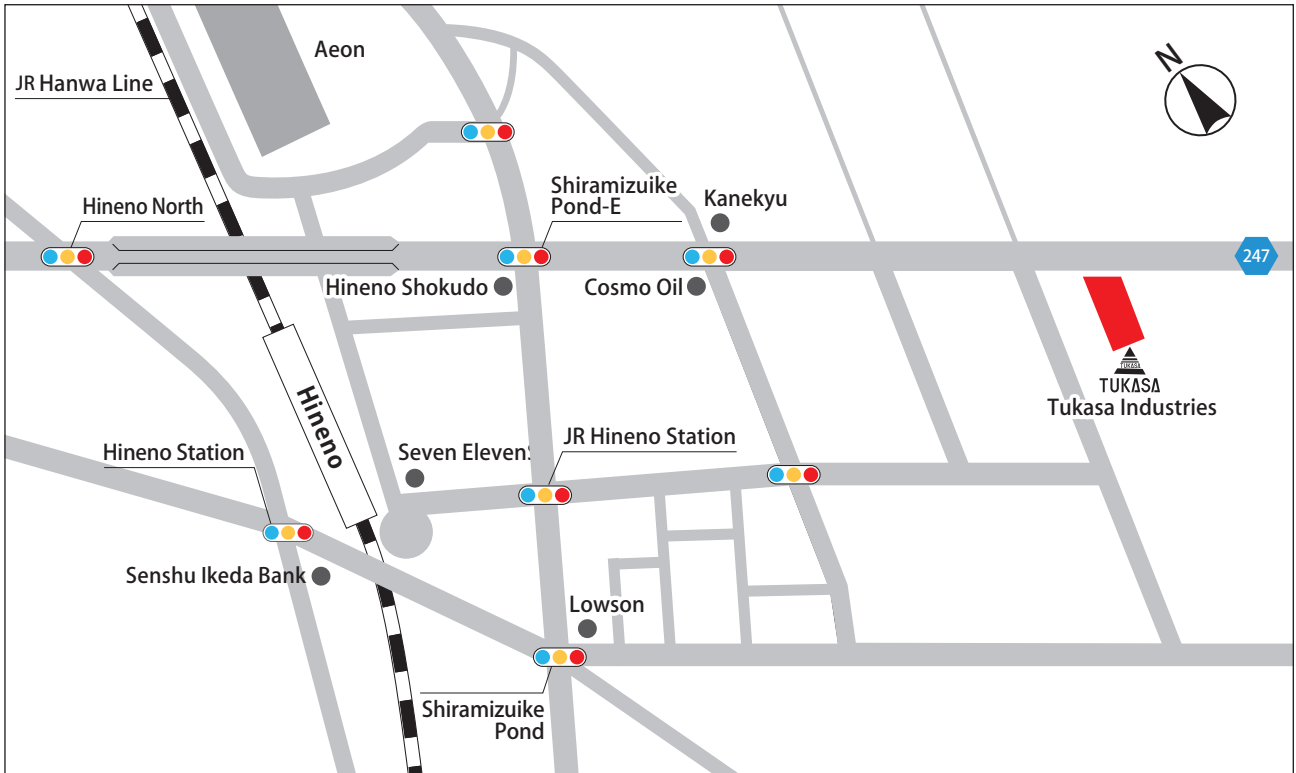 Aeon
N
JR Hanwa Line
Hineno North
Shiramizuike
Pond-E
Kanekyu
247
Hineno Shokudo
Cosmo Oil
TUKASA
TUKASA
Tukasa Industries
Hineno
Hineno Station
Seven Eleven
JR Hineno Station
Senshu Ikeda Bank
Lowson
Shiramizuike
Pond